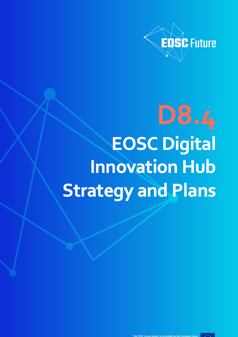 EOSC Future
D8.4
EOSC Digital
Innovation Hub
Strategy and Plans